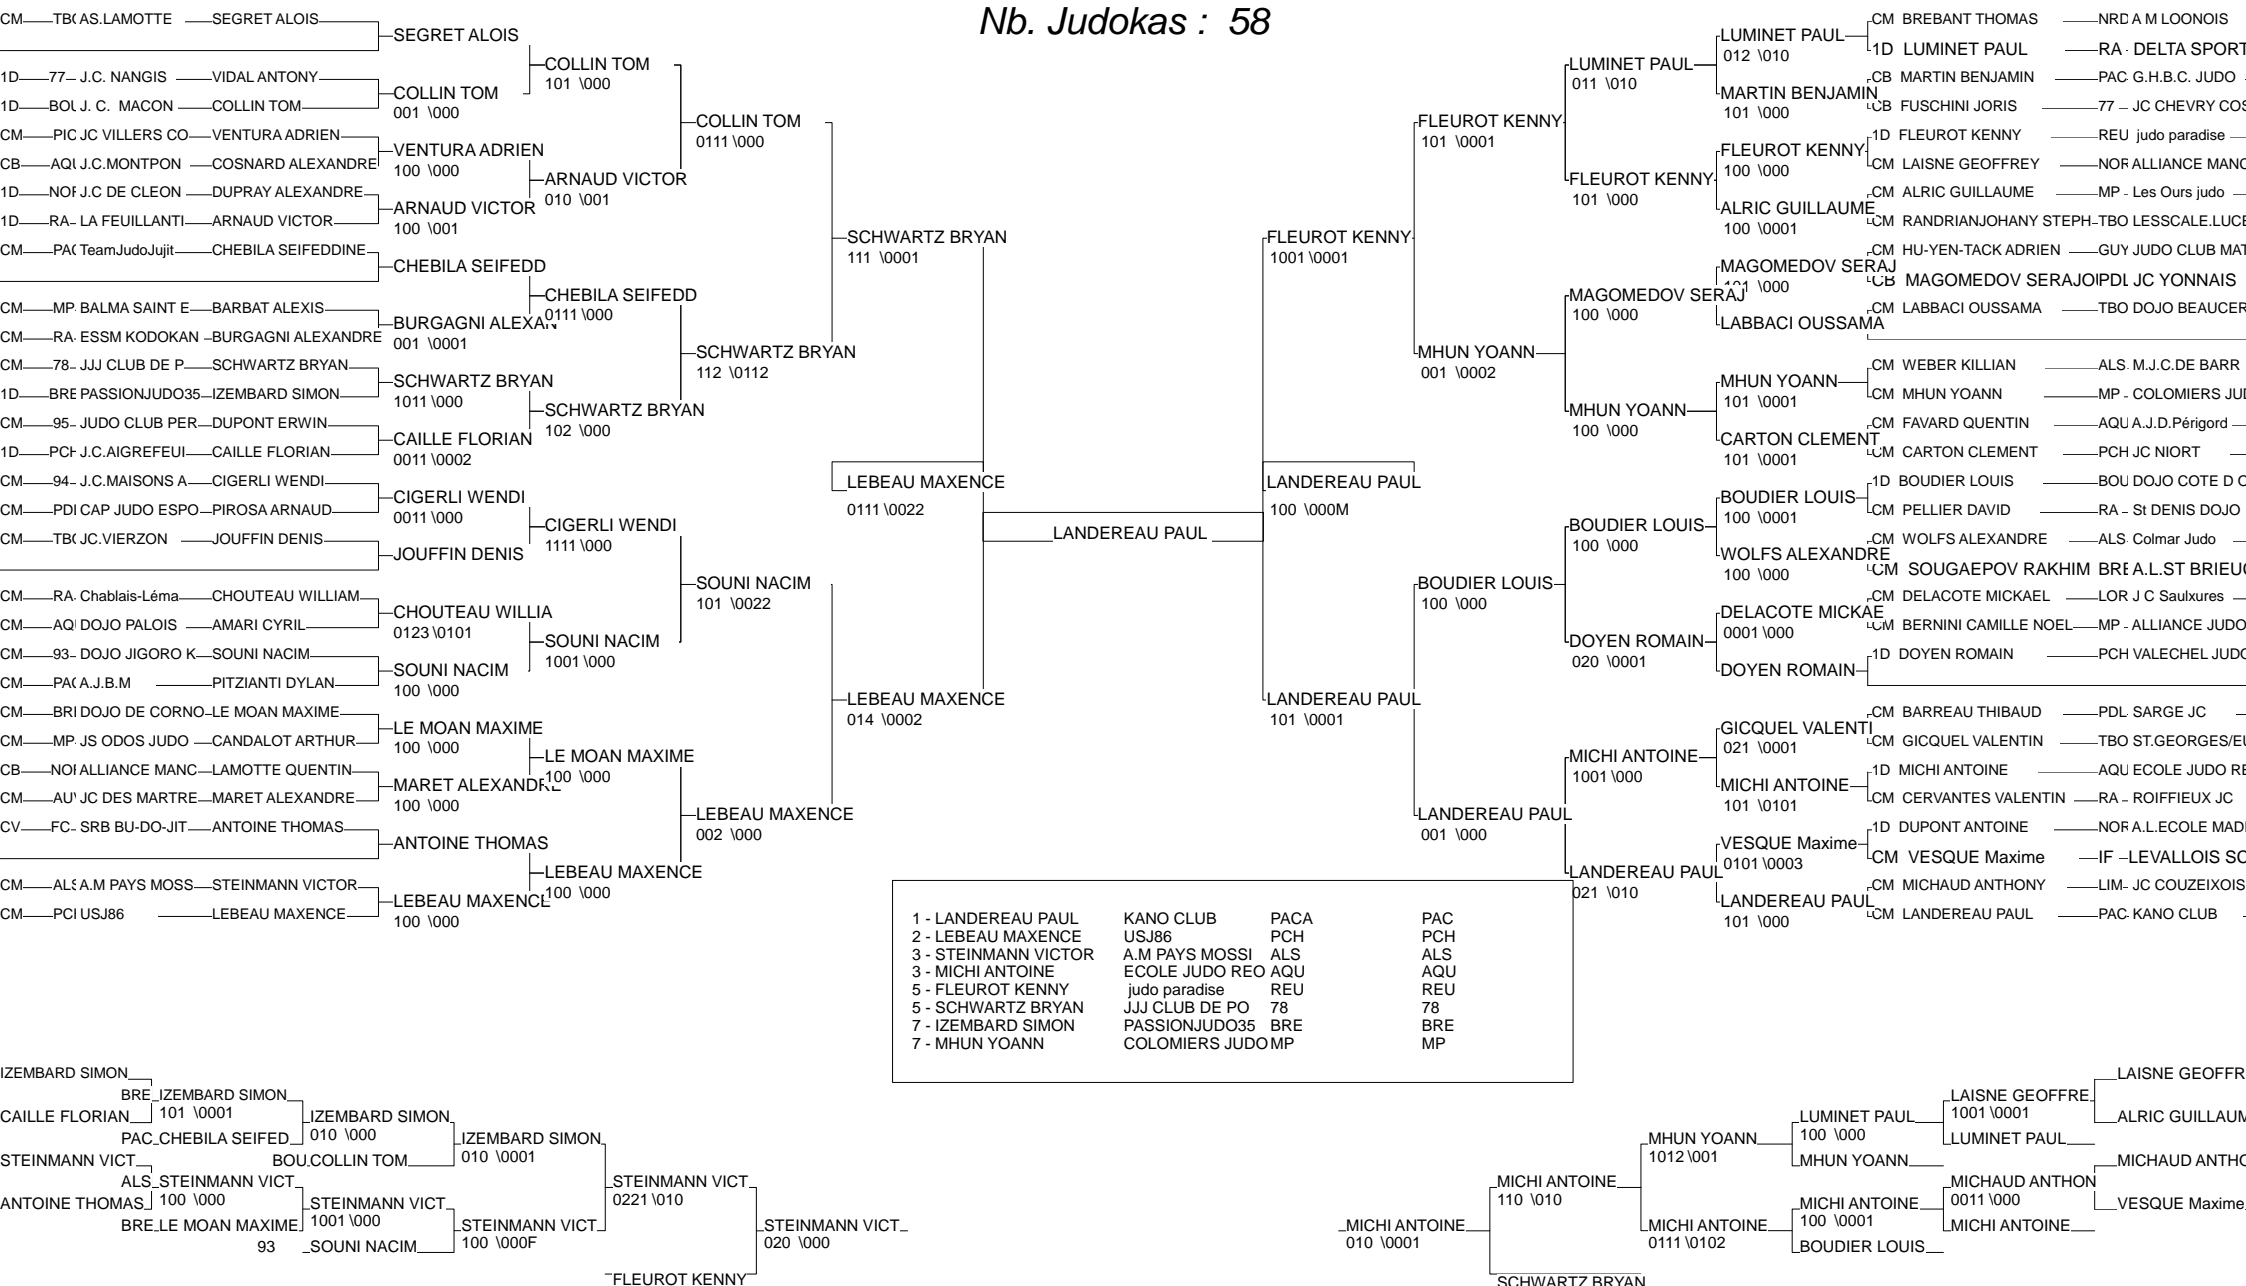 Nb. Judokas : 58
CM TB AS.LAMOTTE SEGRET ALOIS
1D 77 J.C. NANGIS VIDAL ANTONY
1D BOU J. C. MACON COLLIN TOM
CM PIC JC VILLERS CO VENTURA ADRIEN
CB AQU J.C.MONTPON COSNARD ALEXANDRE
1D NOR J.C DE CLEON DUPRAY ALEXANDRE
1D RA LA FEUILLANTI ARNAUD VICTOR
CM PA TeamJudoJujit CHEBILA SEIFEDDINE
CM MP BALMA SAINT E BARBAT ALEXIS
CM RA ESSM KODOKAN BURGAGNI ALEXANDRE
CM 78 JJJ CLUB DE P SCHWARTZ BRYAN
1D BRE PASSIONJUDO35 IZEMBARD SIMON
CM 95 JUDO CLUB PER DUPONT ERWIN
1D PCH J.C.AIGREFEUI CAILLE FLORIAN
CM 94 J.C.MAISONS A CIGERLI WENDI
CM PDL CAP JUDO ESPO PIROSA ARNAUD
CM TB JC.VIERZON JOUFFIN DENIS
CM RA Chablais-Léma CHOUTEAU WILLIAM
CM AQ DOJO PALOIS AMARI CYRIL
CM 93 DOJO JIGORO K SOUNI NACIM
CM PA A.J.B.M PITZIANTI DYLAN
CM BR DOJO DE CORNO LE MOAN MAXIME
CM MP JS ODOS JUDO CANDALOT ARTHUR
CB NO ALLIANCE MANC LAMOTTE QUENTIN
CM AU JC DES MARTRE MARET ALEXANDRE
CV FC SRB BU-DO-JIT ANTOINE THOMAS
CM ALS A.M PAYS MOSS STEINMANN VICTOR
CM PC USJ86 LEBEAU MAXENCE
SEGRET ALOIS
COLLIN TOM
001 \000
VENTURA ADRIEN
100 \000
ARNAUD VICTOR
100 \001
CHEBILA SEIFEDD
BURGAGNI ALEXAN
001 \0001
SCHWARTZ BRYAN
1011 \000
CAILLE FLORIAN
0011 \0002
CIGERLI WENDI
0011 \000
JOUFFIN DENIS
CHOUTEAU WILLIA
0123 \0101
SOUNI NACIM
100 \000
LE MOAN MAXIME
100 \000
MARET ALEXANDRE
100 \000
ANTOINE THOMAS
LEBEAU MAXENCE
100 \000
COLLIN TOM
101 \000
ARNAUD VICTOR
010 \001
CHEBILA SEIFEDD
0111 \000
SCHWARTZ BRYAN
102 \000
CIGERLI WENDI
1111 \000
SOUNI NACIM
1001 \000
LE MOAN MAXIME
100 \000
LEBEAU MAXENCE
100 \000
COLLIN TOM
0111 \000
SCHWARTZ BRYAN
112 \0112
SOUNI NACIM
101 \0022
LEBEAU MAXENCE
002 \000
SCHWARTZ BRYAN
111 \0001
LEBEAU MAXENCE
0111 \0022
LEBEAU MAXENCE
014 \0002
LANDEREAU PAUL
FLEUROT KENNY
1001 \0001
LANDEREAU PAUL
100 \000M
LANDEREAU PAUL
101 \0001
FLEUROT KENNY
101 \0001
MHUN YOANN
001 \0002
BOUDIER LOUIS
100 \000
LANDEREAU PAUL
001 \000
LUMINET PAUL
011 \010
FLEUROT KENNY
101 \000
MAGOMEDOV SERAJ
100 \000
MHUN YOANN
100 \000
BOUDIER LOUIS
100 \000
DOYEN ROMAIN
020 \0001
MICHI ANTOINE
1001 \000
LANDEREAU PAUL
021 \010
LUMINET PAUL
012 \010
MARTIN BENJAMIN
101 \000
FLEUROT KENNY
100 \000
ALRIC GUILLAUME
100 \0001
MAGOMEDOV SERAJ
101 \000
LABBACI OUSSAMA
MHUN YOANN
101 \0001
CARTON CLEMENT
101 \0001
BOUDIER LOUIS
100 \0001
WOLFS ALEXANDRE
100 \000
DELACOTE MICKAE
0001 \000
DOYEN ROMAIN
GICQUEL VALENTI
021 \0001
MICHI ANTOINE
101 \0101
VESQUE Maxime
0101 \0003
LANDEREAU PAUL
101 \000
CM BREBANT THOMAS NRD A M LOONOIS
1D LUMINET PAUL RA DELTA SPORT
CB MARTIN BENJAMIN PAC G.H.B.C. JUDO
CB FUSCHINI JORIS 77 JC CHEVRY COS
1D FLEUROT KENNY REU judo paradise
CM LAISNE GEOFFREY NOR ALLIANCE MANC
CM ALRIC GUILLAUME MP Les Ours judo
CM RANDRIANJOHANY STEPH TBO LESSCALE.LUCE
CM HU-YEN-TACK ADRIEN GUY JUDO CLUB MAT
CB MAGOMEDOV SERAJO PDL JC YONNAIS
CM LABBACI OUSSAMA TBO DOJO BEAUCER
CM WEBER KILLIAN ALS M.J.C.DE BARR
CM MHUN YOANN MP COLOMIERS JUD
CM FAVARD QUENTIN AQU A.J.D.Périgord
CM CARTON CLEMENT PCH JC NIORT
1D BOUDIER LOUIS BOU DOJO COTE D O
CM PELLIER DAVID RA St DENIS DOJO
CM WOLFS ALEXANDRE ALS Colmar Judo
CM SOUGAEPOV RAKHIM BRE A.L.ST BRIEUC
CM DELACOTE MICKAEL LOR J C Saulxures
CM BERNINI CAMILLE NOEL MP ALLIANCE JUDO
1D DOYEN ROMAIN PCH VALECHEL JUDO
CM BARREAU THIBAUD PDL SARGE JC
CM GICQUEL VALENTIN TBO ST.GEORGES/EU
1D MICHI ANTOINE AQU ECOLE JUDO RE
CM CERVANTES VALENTIN RA ROIFFIEUX JC
1D DUPONT ANTOINE NOR A.L.ECOLE MAD
CM VESQUE Maxime IF LEVALLOIS SC
CM MICHAUD ANTHONY LIM JC COUZEIXOIS
CM LANDEREAU PAUL PAC KANO CLUB
1 - LANDEREAU PAUL KANO CLUB PACA PAC
2 - LEBEAU MAXENCE USJ86 PCH PCH
3 - STEINMANN VICTOR A.M PAYS MOSSI ALS ALS
3 - MICHI ANTOINE ECOLE JUDO REO AQU AQU
5 - FLEUROT KENNY judo paradise REU REU
5 - SCHWARTZ BRYAN JJJ CLUB DE PO 78 78
7 - IZEMBARD SIMON PASSIONJUDO35 BRE BRE
7 - MHUN YOANN COLOMIERS JUDO MP MP
IZEMBARD SIMON
CAILLE FLORIAN
STEINMANN VICT
ANTOINE THOMAS
BRE IZEMBARD SIMON
101 \0001
PAC CHEBILA SEIFED
ALS STEINMANN VICT
100 \000
BRE LE MOAN MAXIME
IZEMBARD SIMON
010 \000
BOU COLLIN TOM
STEINMANN VICT
1001 \000
93 SOUNI NACIM
IZEMBARD SIMON
010 \0001
STEINMANN VICT
100 \000F
STEINMANN VICT
0221 \010
FLEUROT KENNY
STEINMANN VICT
020 \000
MICHI ANTOINE
010 \0001
MICHI ANTOINE
110 \010
SCHWARTZ BRYAN
MHUN YOANN
1012 \001
MICHI ANTOINE
0111 \0102
LUMINET PAUL
100 \000
MHUN YOANN
MICHI ANTOINE
100 \0001
BOUDIER LOUIS
LAISNE GEOFFRE
1001 \0001
LUMINET PAUL
MICHAUD ANTHON
0011 \000
MICHI ANTOINE
LAISNE GEOFFR
ALRIC GUILLAUM
MICHAUD ANTHO
VESQUE Maxime